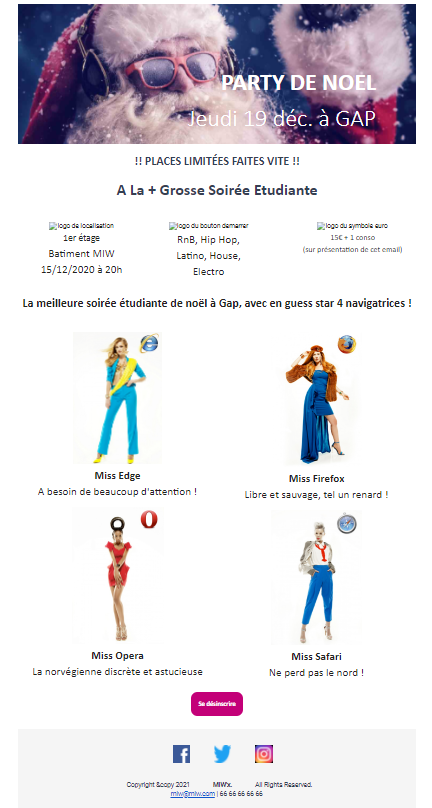 PARTY DE NOËL
Jeudi 19 déc. à GAP
!! PLACES LIMITÉES FAITES VITE !!
A La + Grosse Soirée Etudiante
logo de localisation
1er étage
Batiment MIW
15/12/2020 à 20h
logo du bouton demarrer
RnB, Hip Hop,
Latino, House,
Electro
logo du symbole euro
15€ + 1 conso
(sur présentation de cet email)
La meilleure soirée étudiante de noël à Gap, avec en guess star 4 navigatrices !
Miss Edge
A besoin de beaucoup d'attention !
Miss Firefox
Libre et sauvage, tel un renard !
Miss Opera
La norvégienne discrète et astucieuse
Miss Safari
Ne perd pas le nord !
Se désinscrire
Copyright &copy 2021 MIW'x. All Rights Reserved.
miw@miw.com | 66 66 66 66 66